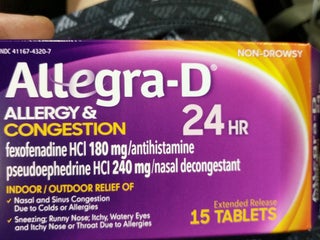 NDC 41167-4320-7
NON-DROWSY
Allegra-D®
ALLERGY &
CONGESTION
24 HR
fexofenadine HCl 180 mg/antihistamine
pseudoephedrine HCl 240 mg/nasal decongestant
INDOOR / OUTDOOR RELIEF OF
✓ Nasal and Sinus Congestion
Due to Colds or Allergies
✓ Sneezing; Runny Nose; Itchy, Watery Eyes
and Itchy Nose or Throat Due to Allergies
Extended Release
15 TABLETS